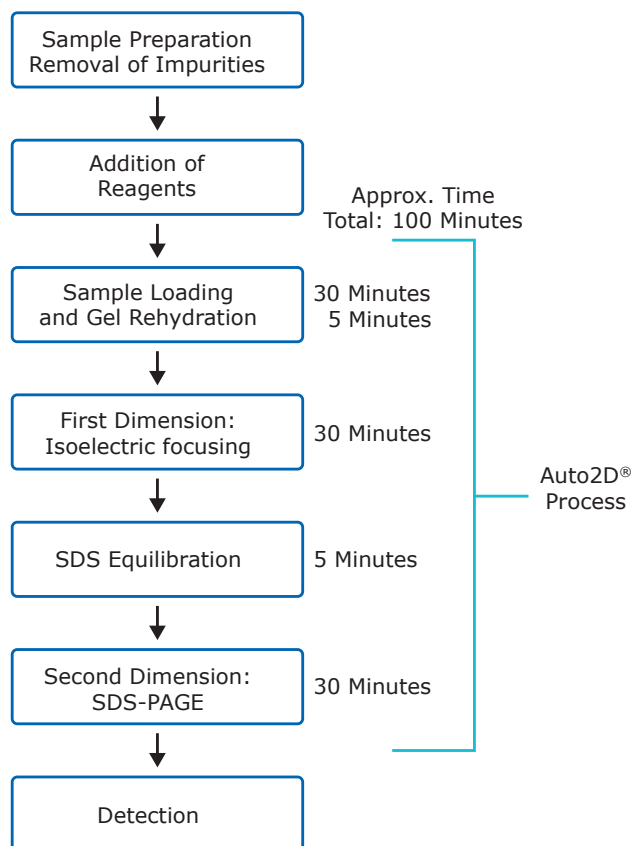 Sample Preparation
Removal of Impurities
Addition of
Reagents
Approx. Time
Total: 100 Minutes
Sample Loading
and Gel Rehydration
30 Minutes
5 Minutes
First Dimension:
Isoelectric focusing
30 Minutes
Auto2D®
Process
SDS Equilibration
5 Minutes
Second Dimension:
SDS-PAGE
30 Minutes
Detection